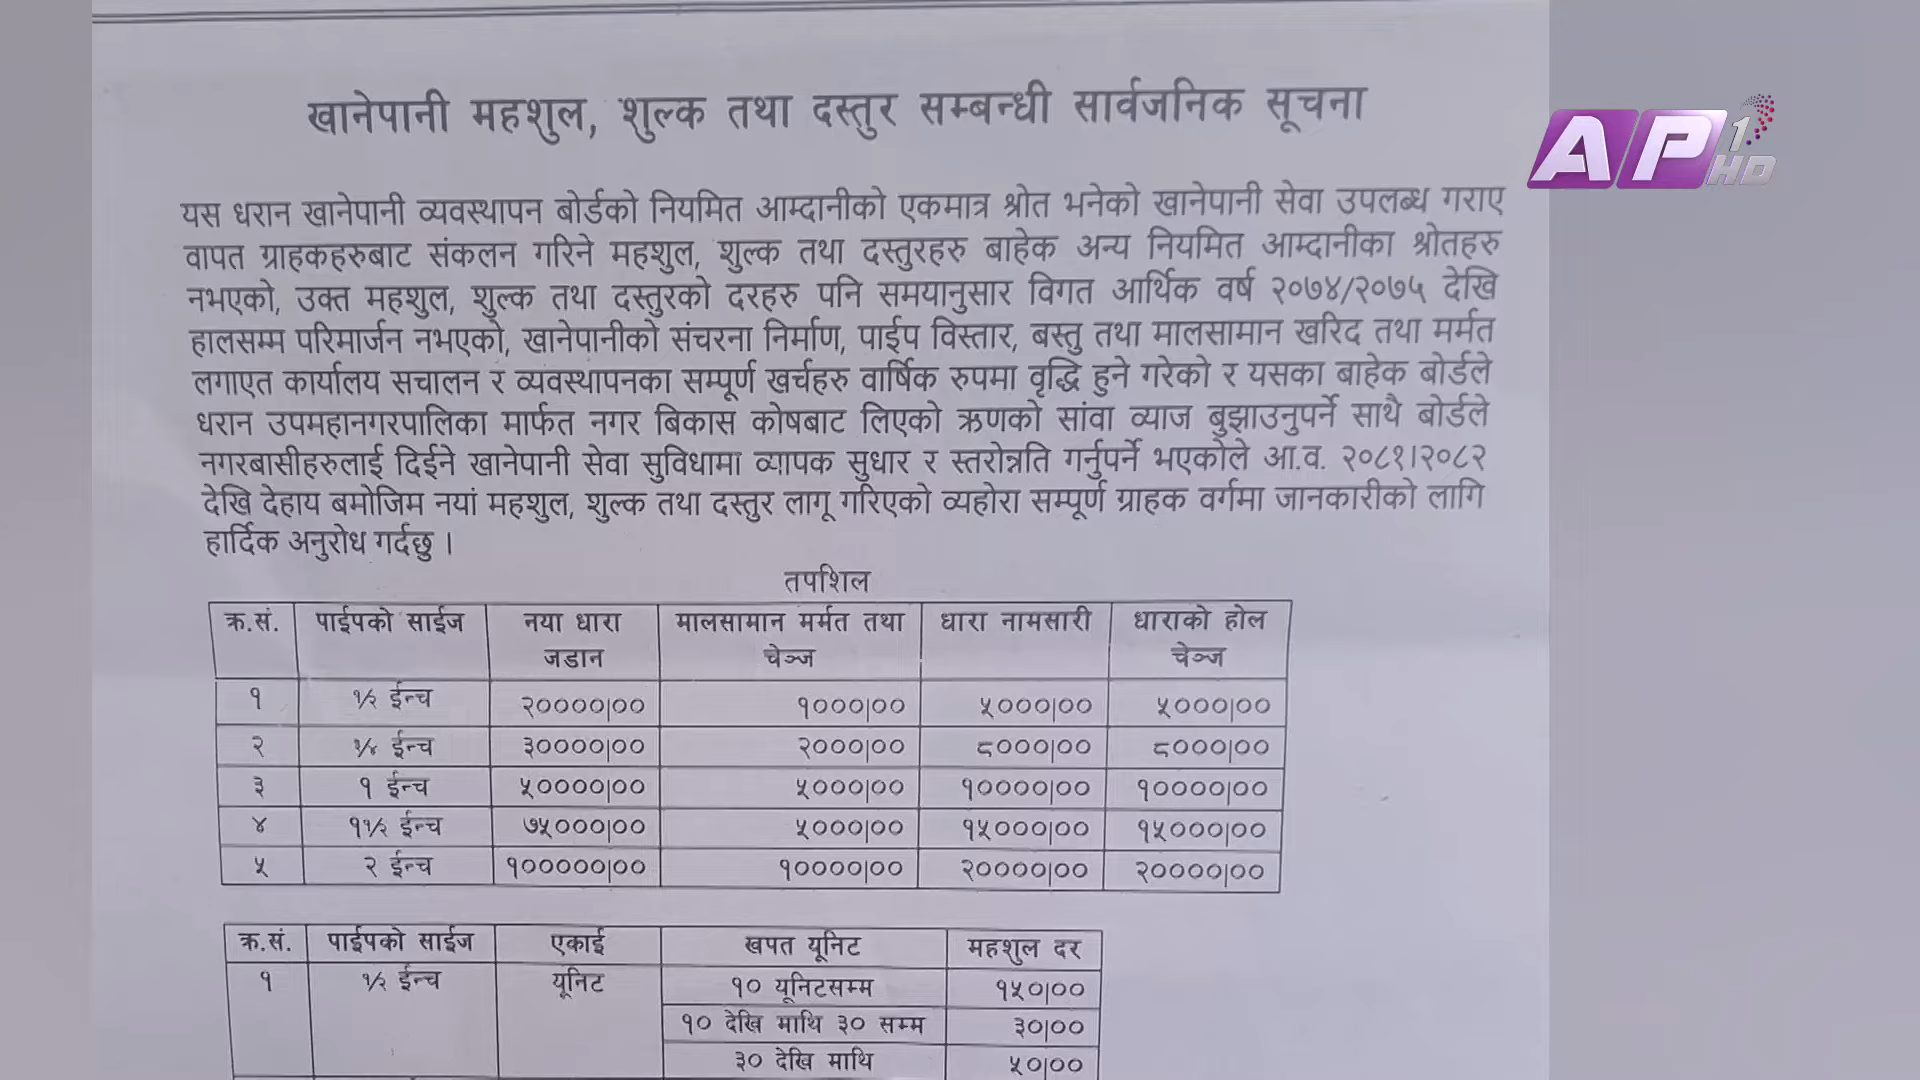 खानेपानी महशुल, शुल्क तथा दस्तुर सम्बन्धी सार्वजनिक सूचना
AP1 HD
यस धरान खानेपानी व्यवस्थापन बोर्डको नियमित आम्दानीको एकमात्र श्रोत भनेको खानेपानी सेवा उपलब्ध गराए
वापत ग्राहकहरुबाट संकलन गरिने महशुल, शुल्क तथा दस्तुरहरु बाहेक अन्य नियमित आम्दानीका श्रोतहरु
नभएको, उक्त महशुल, शुल्क तथा दस्तुरको दरहरु पनि समयानुसार विगत आर्थिक वर्ष २०७४/२०७५ देखि
हालसम्म परिमार्जन नभएको, खानेपानीको संचरना निर्माण, पाईप विस्तार, बस्तु तथा मालसामान खरिद तथा मर्मत
लगाएत कार्यालय सचालन र व्यवस्थापनका सम्पूर्ण खर्चहरु वार्षिक रुपमा वृद्धि हुने गरेको र यसका बाहेक बोर्डले
धरान उपमहानगरपालिका मार्फत नगर बिकास कोषबाट लिएको ऋणको सांवा व्याज बुझाउनुपर्ने साथै बोर्डले
नगरबासीहरुलाई दिईने खानेपानी सेवा सुविधामा व्यापक सुधार र स्तरोन्नति गर्नुपर्ने भएकोले आ.व. २०८१।२०८२
देखि देहाय बमोजिम नयां महशुल, शुल्क तथा दस्तुर लागू गरिएको व्यहोरा सम्पूर्ण ग्राहक वर्गमा जानकारीको लागि
हार्दिक अनुरोध गर्दछु ।
तपशिल
क्र.सं. पाईपको साईज नया धारा जडान मालसामान मर्मत तथा चेञ्ज धारा नामसारी धाराको होल चेञ्ज
१ १/२ ईन्च २००००|०० १०००|०० ५०००|०० ५०००|००
२ ३/४ ईन्च ३००००|०० २०००|०० ८०००|०० ८०००|००
३ १ ईन्च ५००००|०० ५०००|०० १००००|०० १००००|००
४ ११/२ ईन्च ७५०००|०० ५०००|०० १५०००|०० १५०००|००
५ २ ईन्च १०००००|०० १००००|०० २००००|०० २००००|००
क्र.सं. पाईपको साईज एकाई खपत यूनिट महशुल दर
१ १/२ ईन्च यूनिट १० यूनिटसम्म १५०|००
१० देखि माथि ३० सम्म ३०|००
३० देखि माथि ५०|००